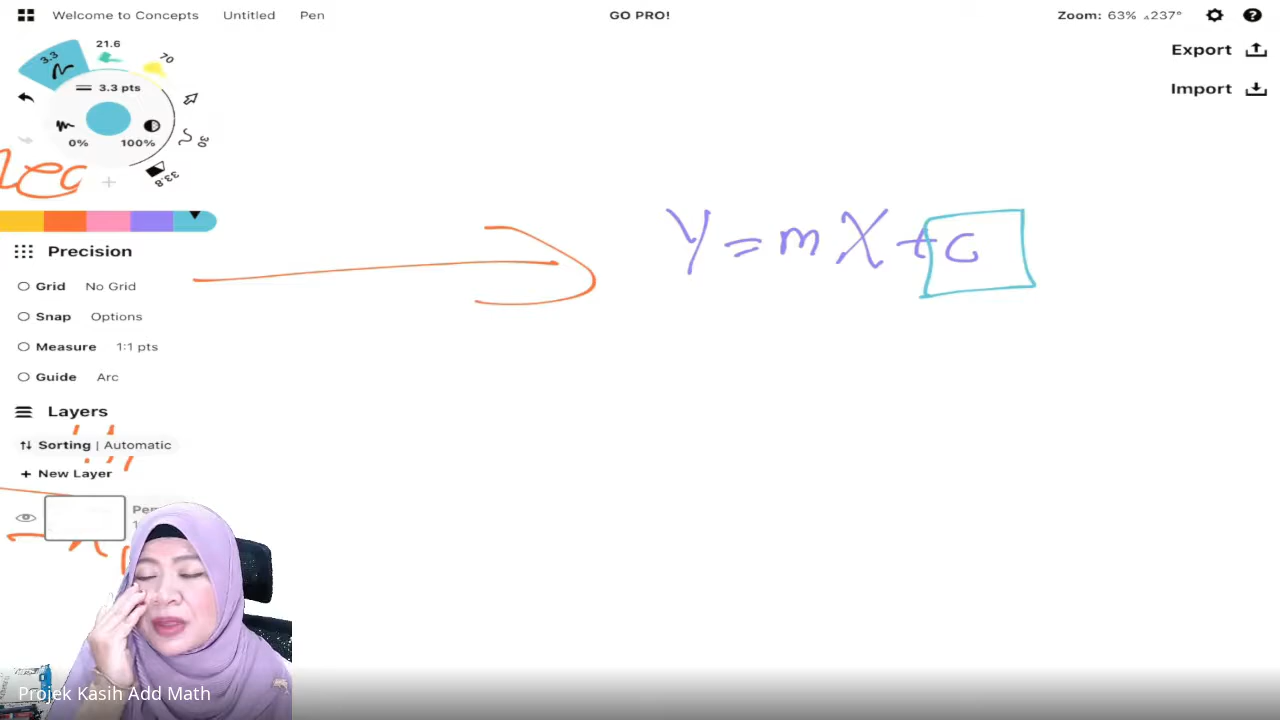 Welcome to Concepts Untitled Pen GO PRO! Zoom: 63% 237°
Export
Import
21.6
3.3
70
3.3 pts
0% 100%
30
33.8
Y = m X + c
Precision
Grid No Grid
Snap Options
Measure 1:1 pts
Guide Arc
Layers
Sorting | Automatic
+ New Layer
Projek Kasih Add Math